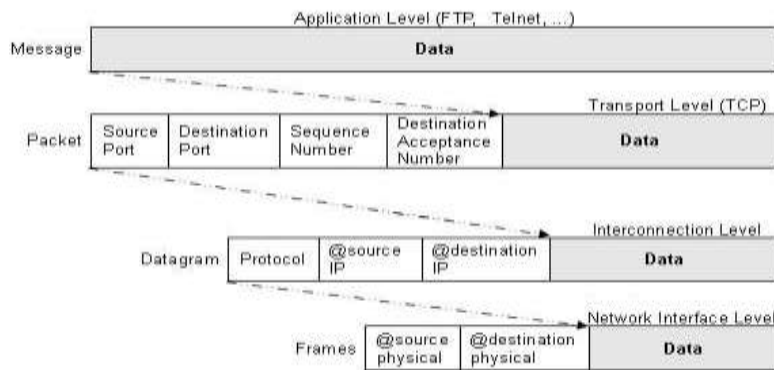 Application Level (FTP, Telnet, ...)
Message
Data
Transport Level (TCP)
Packet
Source
Port
Destination
Port
Sequence
Number
Destination
Acceptance
Number
Data
Interconnection Level
Datagram
Protocol
@source
IP
@destination
IP
Data
Network Interface Level
Frames
@source
physical
@destination
physical
Data